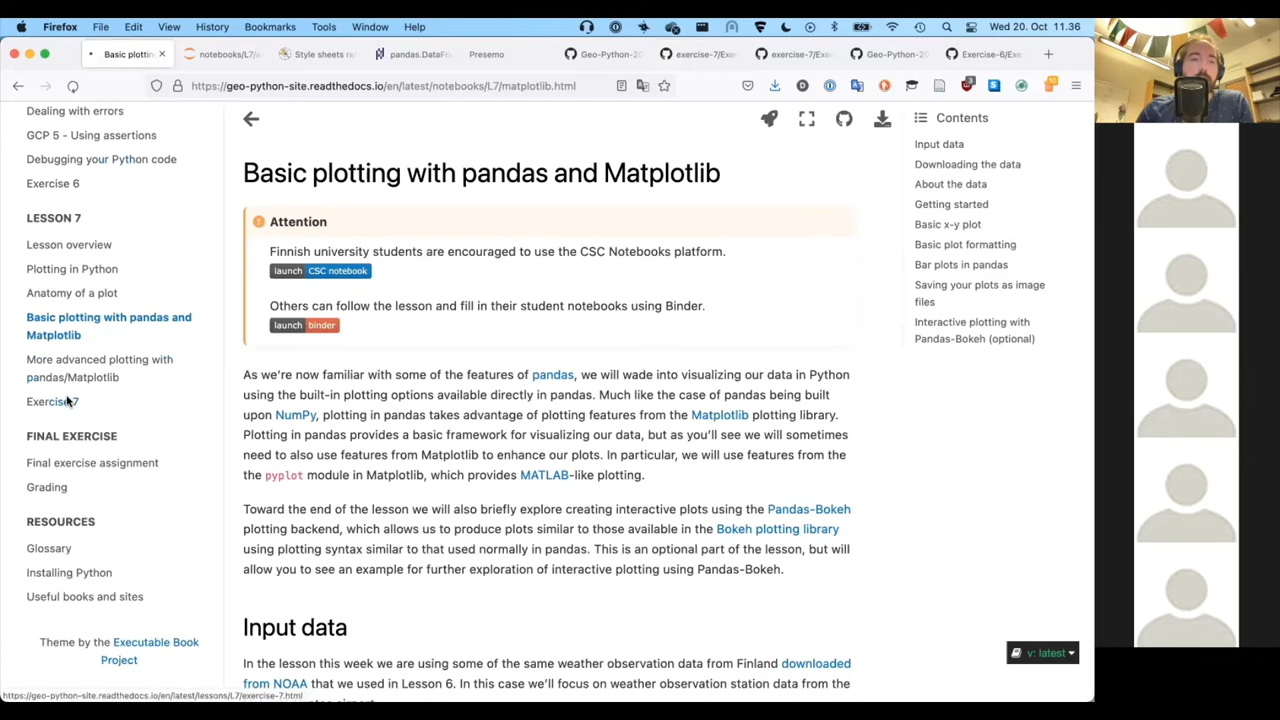 Firefox File Edit View History Bookmarks Tools Window Help Wed 20. Oct 11.36
Basic plottin notebooks/L7/ Style sheets re pandas.DataFra Presemo Geo-Python-20 exercise-7/Exer exercise-7/Exer Geo-Python-20 Exercise-6/Exe
https://geo-python-site.readthedocs.io/en/latest/notebooks/L7/matplotlib.html
Dealing with errors
GCP 5 - Using assertions
Debugging your Python code
Exercise 6
LESSON 7
Lesson overview
Plotting in Python
Anatomy of a plot
Basic plotting with pandas and
Matplotlib
More advanced plotting with
pandas/Matplotlib
Exercise 7
FINAL EXERCISE
Final exercise assignment
Grading
RESOURCES
Glossary
Installing Python
Useful books and sites
Theme by the Executable Book
Project
https://geo-python-site.readthedocs.io/en/latest/lessons/L7/exercise-7.html
Basic plotting with pandas and Matplotlib
Attention
Finnish university students are encouraged to use the CSC Notebooks platform.
launch CSC notebook
Others can follow the lesson and fill in their student notebooks using Binder.
launch binder
As we're now familiar with some of the features of pandas, we will wade into visualizing our data in Python
using the built-in plotting options available directly in pandas. Much like the case of pandas being built
upon NumPy, plotting in pandas takes advantage of plotting features from the Matplotlib plotting library.
Plotting in pandas provides a basic framework for visualizing our data, but as you'll see we will sometimes
need to also use features from Matplotlib to enhance our plots. In particular, we will use features from the
the pyplot module in Matplotlib, which provides MATLAB-like plotting.
Toward the end of the lesson we will also briefly explore creating interactive plots using the Pandas-Bokeh
plotting backend, which allows us to produce plots similar to those available in the Bokeh plotting library
using plotting syntax similar to that used normally in pandas. This is an optional part of the lesson, but will
allow you to see an example for further exploration of interactive plotting using Pandas-Bokeh.
Input data
In the lesson this week we are using some of the same weather observation data from Finland downloaded
from NOAA that we used in Lesson 6. In this case we'll focus on weather observation station data from the
Contents
Input data
Downloading the data
About the data
Getting started
Basic x-y plot
Basic plot formatting
Bar plots in pandas
Saving your plots as image
files
Interactive plotting with
Pandas-Bokeh (optional)
v: latest